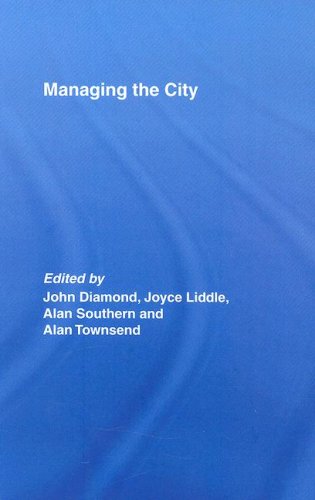 Managing the City
Edited by
John Diamond, Joyce Liddle,
Alan Southern and
Alan Townsend